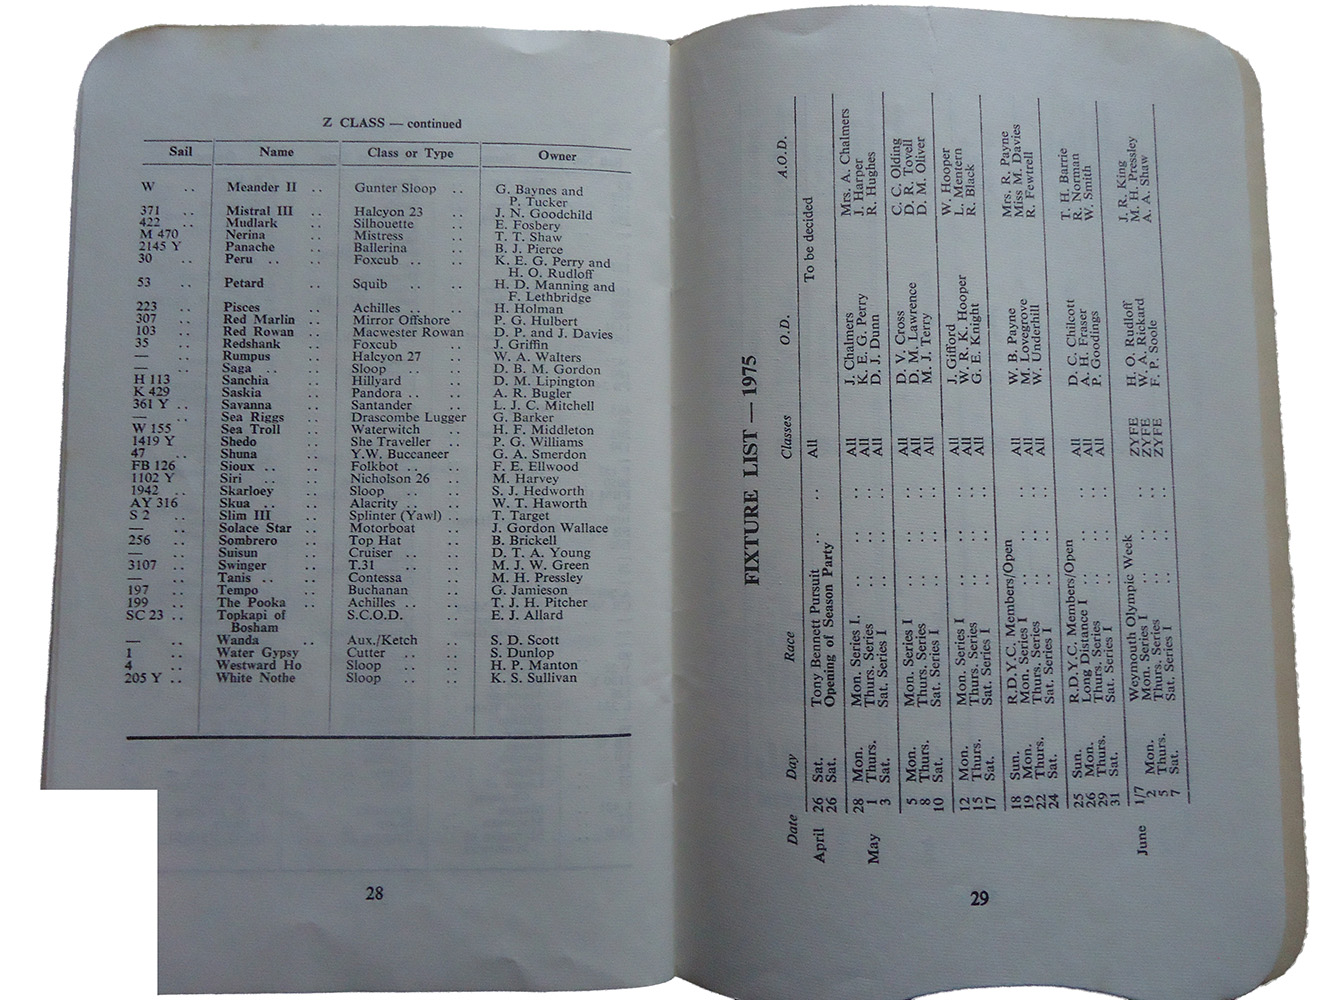 Z CLASS — continued
Sail Name Class or Type Owner
W .. Meander II .. Gunter Sloop .. G. Baynes and
P. Tucker
371 .. Mistral III .. Halcyon 23 .. J. N. Goodchild
422 .. Mudlark .. Silhouette .. E. Fosbery
M 470 Nerina .. Mistress .. T. T. Shaw
2145 Y Panache .. Ballerina .. B. J. Pierce
30 .. Peru .. .. Foxcub .. .. K. E. G. Perry and
H. O. Rudloff
53 .. Petard .. Squib .. .. H. D. Manning and
F. Lethbridge
223 .. Pisces .. Achilles .. .. H. Holman
307 .. Red Marlin .. Mirror Offshore P. G. Hulbert
103 .. Red Rowan .. Macwester Rowan D. P. and J. Davies
35 .. Redshank .. Foxcub .. .. J. Griffin
— .. Rumpus .. Halcyon 27 .. W. A. Walters
— .. Saga .. .. Sloop .. .. D. B. M. Gordon
H 113 Sanchia .. Hillyard .. D. M. Lipington
K 429 Saskia .. Pandora .. .. A. R. Bugler
361 Y .. Savanna .. Santander .. L. J. C. Mitchell
— .. Sea Riggs .. Drascombe Lugger G. Barker
W 155 Sea Troll .. Waterwitch .. H. F. Middleton
1419 Y Shedo .. She Traveller .. P. G. Williams
47 .. Shuna .. Y.W. Buccaneer G. A. Smerdon
FB 126 Sioux .. .. Folkbot .. .. F. E. Ellwood
1102 Y Siri .. .. Nicholson 26 .. M. Harvey
1942 .. Skarloey .. Sloop .. .. S. J. Hedworth
AY 316 Skua .. .. Alacrity .. .. W. T. Haworth
S 2 .. Slim III .. Splinter (Yawl) .. T. Target
— .. Solace Star .. Motorboat .. J. Gordon Wallace
256 .. Sombrero .. Top Hat .. B. Brickell
— .. Suisun .. Cruiser .. .. D. T. A. Young
3107 .. Swinger .. T.31 .. .. M. J. W. Green
— .. Tanis .. .. Contessa .. M. H. Pressley
197 .. Tempo .. Buchanan .. G. Jamieson
199 .. The Pooka .. Achilles .. .. T. J. H. Pitcher
SC 23 .. Topkapi of S.C.O.D. .. E. J. Allard
Bosham
— .. Wanda .. Aux./Ketch .. S. D. Scott
1 .. Water Gypsy Cutter .. .. S. Dunlop
4 .. Westward Ho Sloop .. .. H. P. Manton
205 Y .. White Nothe Sloop .. .. K. S. Sullivan
28
FIXTURE LIST — 1975
Date Day Race Classes O.D. A.O.D.
April 26 Sat. Tony Bennett Pursuit .. .. All To be decided
26 Sat. Opening of Season Party
28 Mon. Mon. Series I. .. .. .. All J. Chalmers Mrs. A. Chalmers
May 1 Thurs. Thurs. Series .. .. .. All K. E. G. Perry J. Harper
3 Sat. Sat. Series I .. .. .. All D. J. Dunn R. Hughes
5 Mon. Mon. Series I .. .. .. All D. V. Cross C. C. Olding
8 Thurs. Thurs. Series .. .. .. All D. M. Lawrence D. R. Tovell
10 Sat. Sat. Series I .. .. .. All M. J. Terry D. M. Oliver
12 Mon. Mon. Series I .. .. .. All J. Gifford W. Hooper
15 Thurs. Thurs. Series .. .. .. All W. R. K. Hooper L. Mentern
17 Sat. Sat. Series I .. .. .. All G. E. Knight R. Black
18 Sun. R.D.Y.C. Members/Open .. All W. B. Payne Mrs. R. Payne
19 Mon. Mon. Series I .. .. .. All M. Lovegrove Miss M. Davies
22 Thurs. Thurs. Series .. .. .. All W. Underhill R. Fewtrell
24 Sat. Sat. Series I .. .. ..
25 Sun. R.D.Y.C. Members/Open .. All D. C. Chilcott T. H. Barrie
26 Mon. Long Distance I .. .. .. All A. H. Fraser R. Norman
29 Thurs. Thurs. Series .. .. .. All P. Goodings W. Smith
31 Sat. Sat. Series I .. .. ..
June 1/7 Weymouth Olympic Week .. ZYFE H. O. Rudloff J. R. King
2 Mon. Mon. Series I .. .. .. ZYFE W. A. Rickard M. H. Pressley
5 Thurs. Thurs. Series .. .. .. ZYFE F. P. Soole A. A. Shaw
7 Sat. Sat. Series I .. .. ..
29